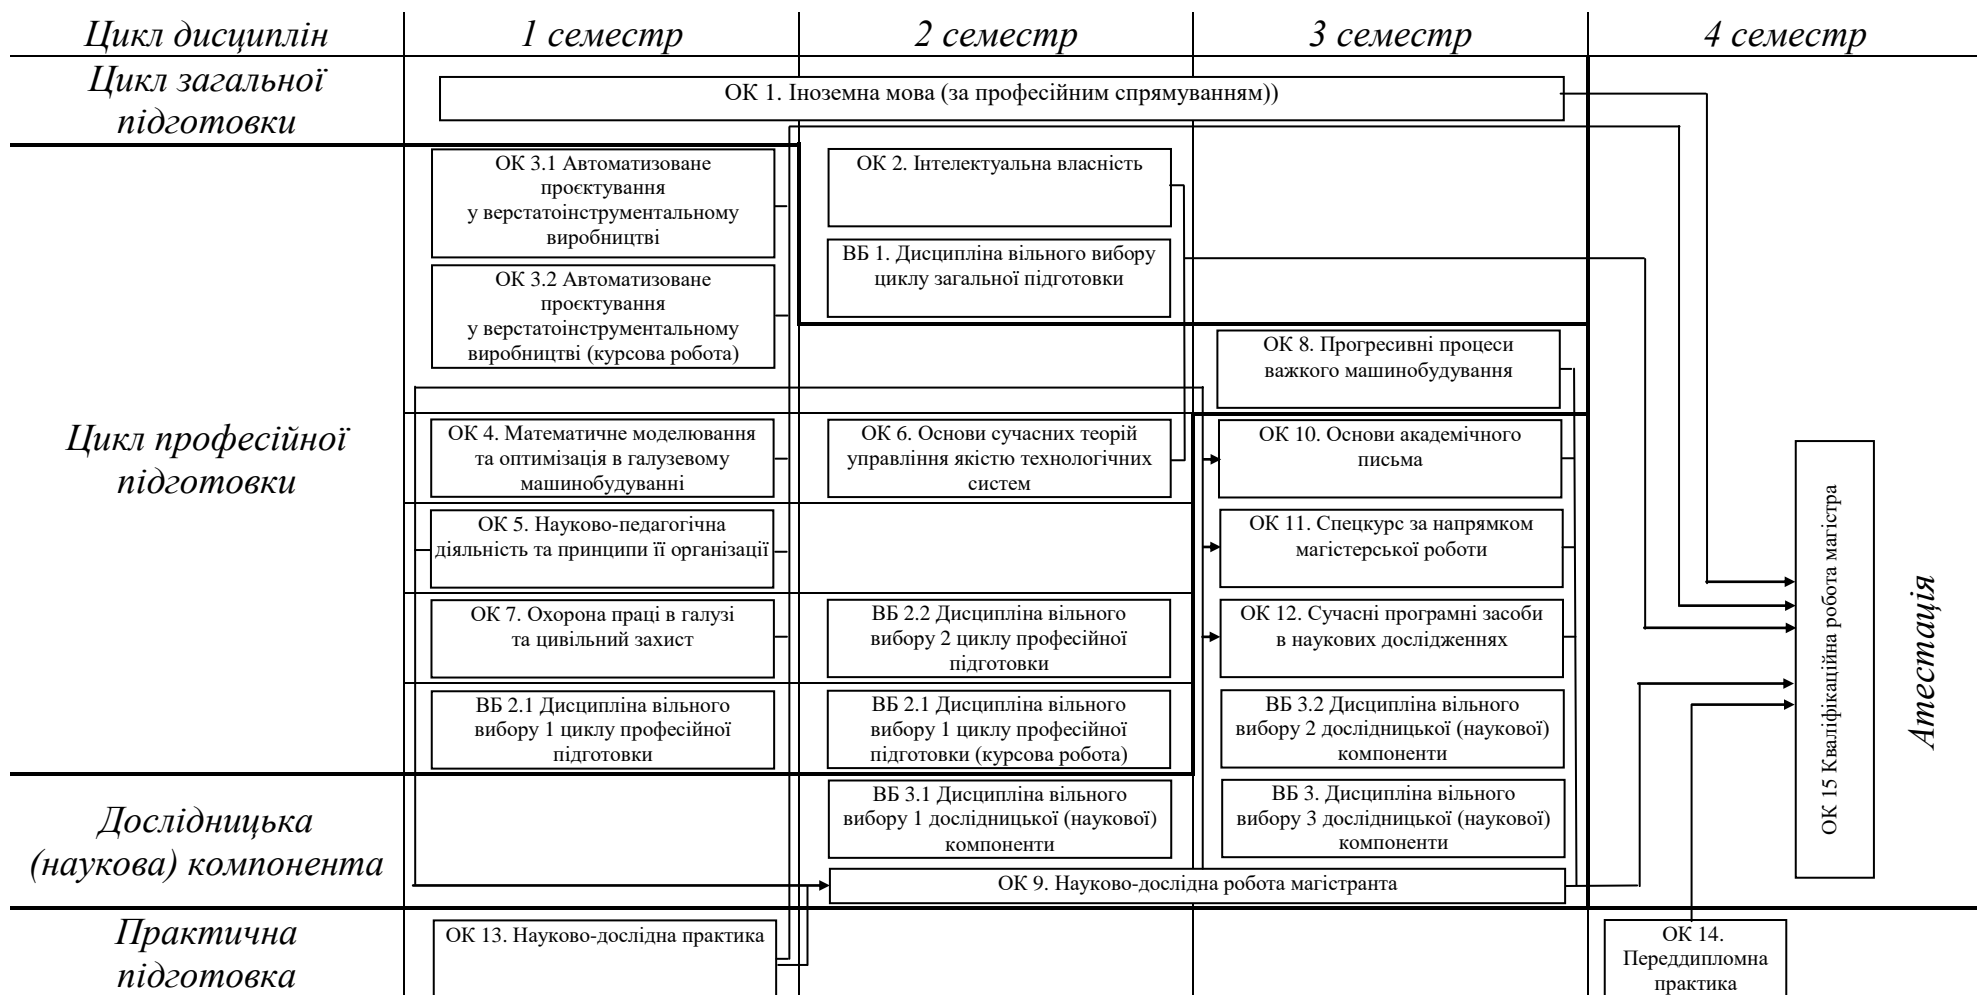 Цикл дисциплін
1 семестр
2 семестр
3 семестр
4 семестр
Цикл загальної
підготовки
ОК 1. Іноземна мова (за професійним спрямуванням))
ОК 3.1 Автоматизоване
проєктування
у верстатоінструментальному
виробництві
ОК 2. Інтелектуальна власність
ВБ 1. Дисципліна вільного вибору
циклу загальної підготовки
ОК 3.2 Автоматизоване
проєктування
у верстатоінструментальному
виробництві (курсова робота)
ОК 8. Прогресивні процеси
важкого машинобудування
Цикл професійної
підготовки
ОК 4. Математичне моделювання
та оптимізація в галузевому
машинобудуванні
ОК 6. Основи сучасних теорій
управління якістю технологічних
систем
ОК 10. Основи академічного
письма
ОК 5. Науково-педагогічна
діяльність та принципи її організації
ОК 11. Спецкурс за напрямком
магістерської роботи
ОК 7. Охорона праці в галузі
та цивільний захист
ВБ 2.2 Дисципліна вільного
вибору 2 циклу професійної
підготовки
ОК 12. Сучасні програмні засоби
в наукових дослідженнях
ВБ 2.1 Дисципліна вільного
вибору 1 циклу професійної
підготовки
ВБ 2.1 Дисципліна вільного
вибору 1 циклу професійної
підготовки (курсова робота)
ВБ 3.2 Дисципліна вільного
вибору 2 дослідницької (наукової)
компоненти
ОК 15 Кваліфікаційна робота магістра
Атестація
Дослідницька
(наукова) компонента
ВБ 3.1 Дисципліна вільного
вибору 1 дослідницької (наукової)
компоненти
ВБ 3. Дисципліна вільного
вибору 3 дослідницької (наукової)
компоненти
ОК 9. Науково-дослідна робота магістранта
Практична
підготовка
ОК 13. Науково-дослідна практика
ОК 14.
Переддипломна
практика